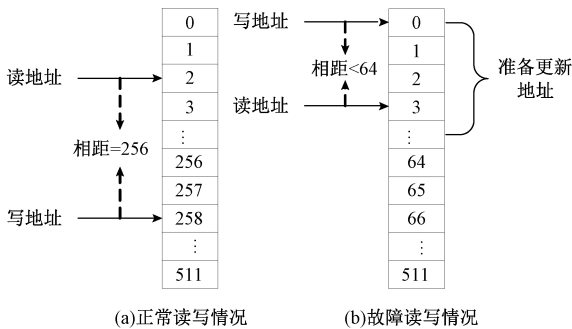 0
1
读地址
2
3
⋮
相距=256
256
257
写地址
258
⋮
511
(a)正常读写情况
写地址
0
1
相距<64
2
读地址
3
⋮
准备更新
地址
64
65
66
⋮
511
(b)故障读写情况